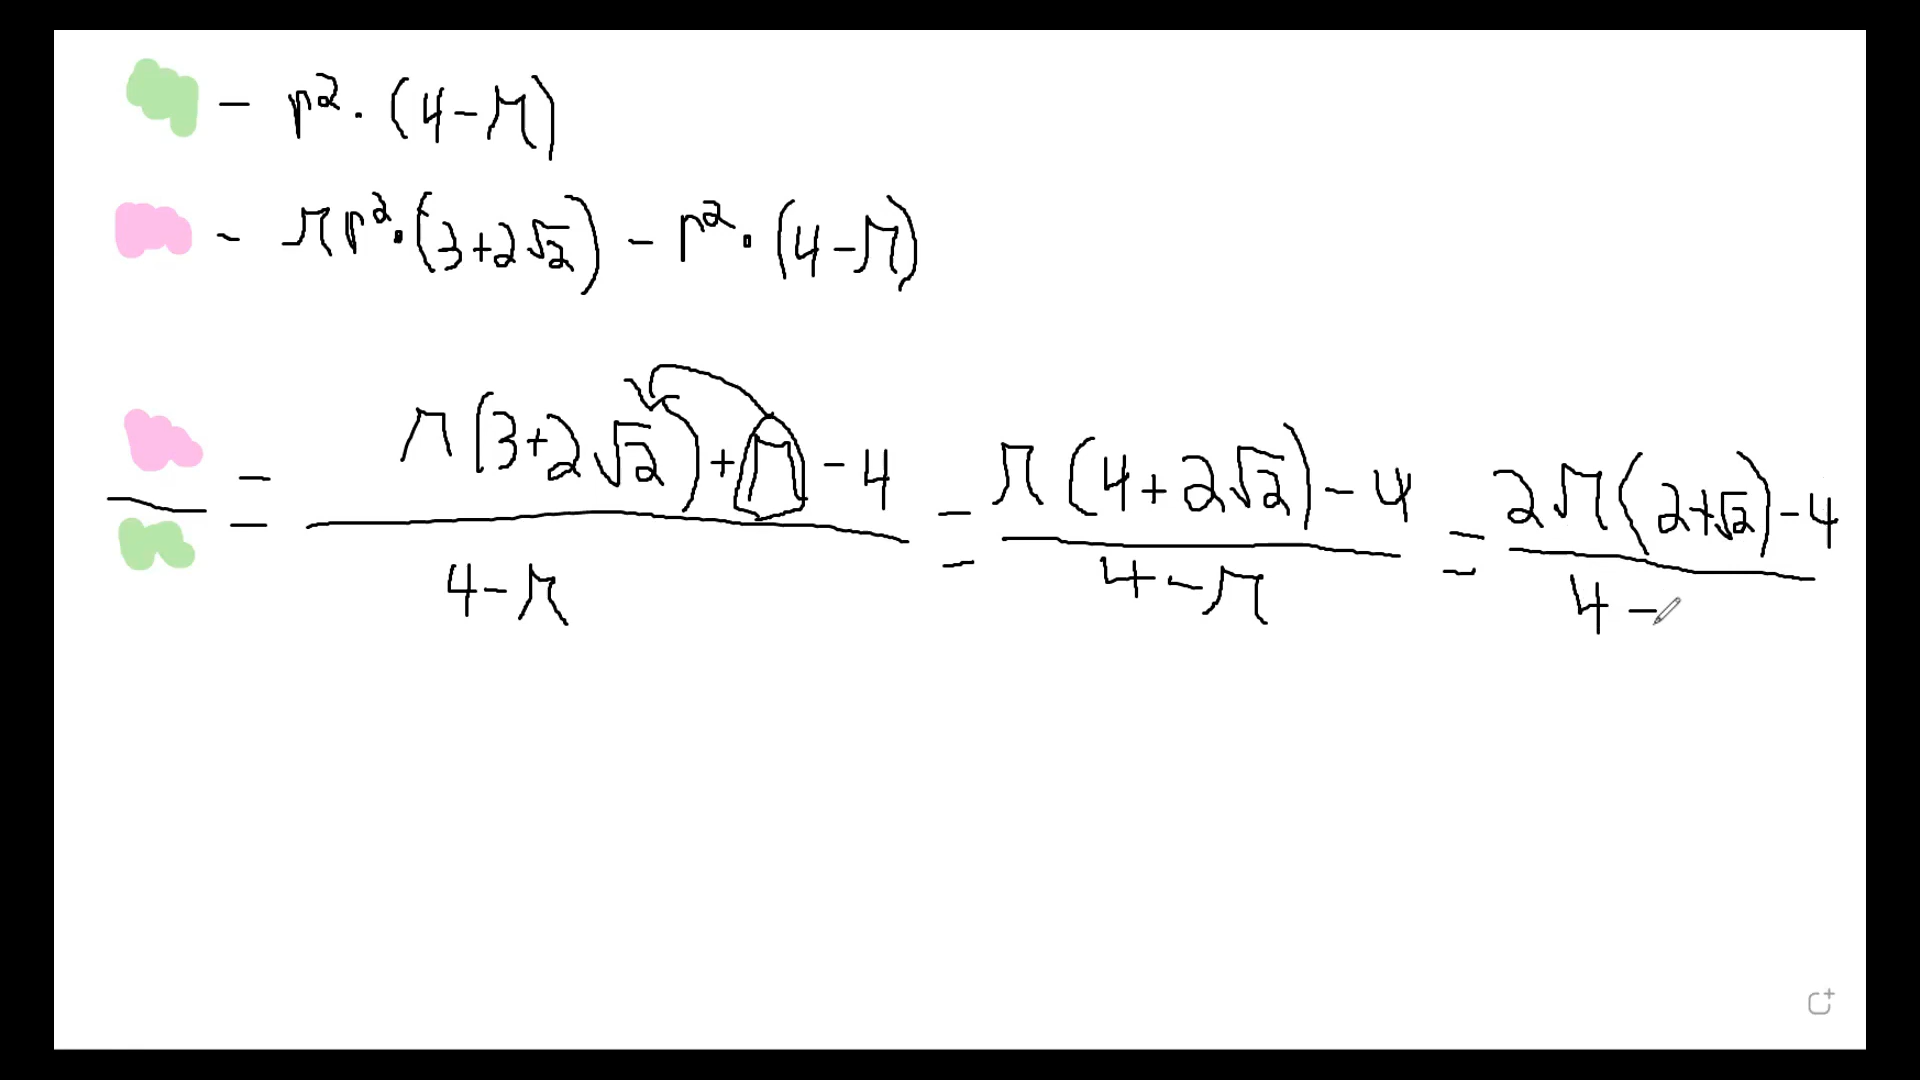 - r² · (4-π)
- πr² · (3+2√2) - r² · (4-π)
= π(3+2√2)+π-4 / 4-π = π(4+2√2)-4 / 4-π = 2π(2+√2)-4 / 4-